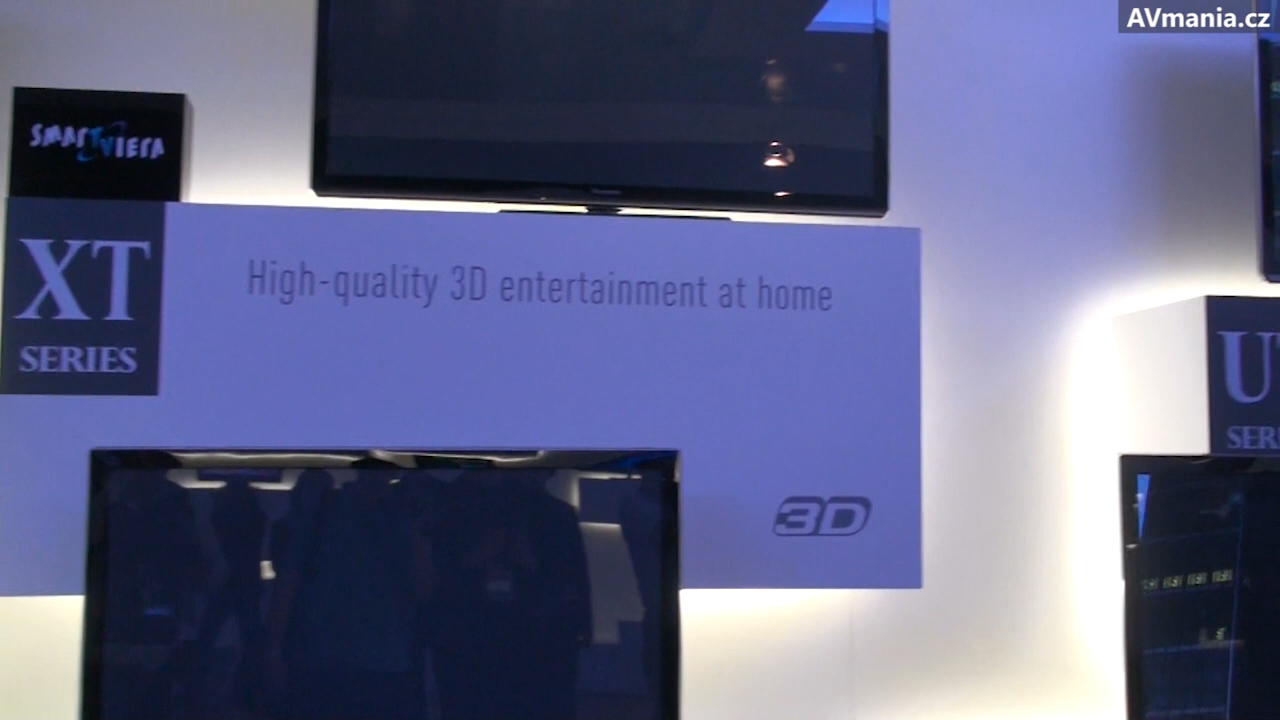 AVmania.cz
SMART VIERA
XT
SERIES
High-quality 3D entertainment at home
3D